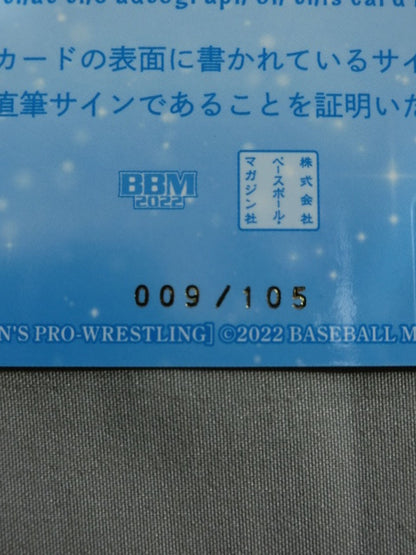 that the autograph on this card
カードの表面に書かれているサイ
直筆サインであることを証明いた
BBM
2022
株式会社
ベースボール・
マガジン社
009/105
N'S PRO-WRESTLING] ©2022 BASEBALL M